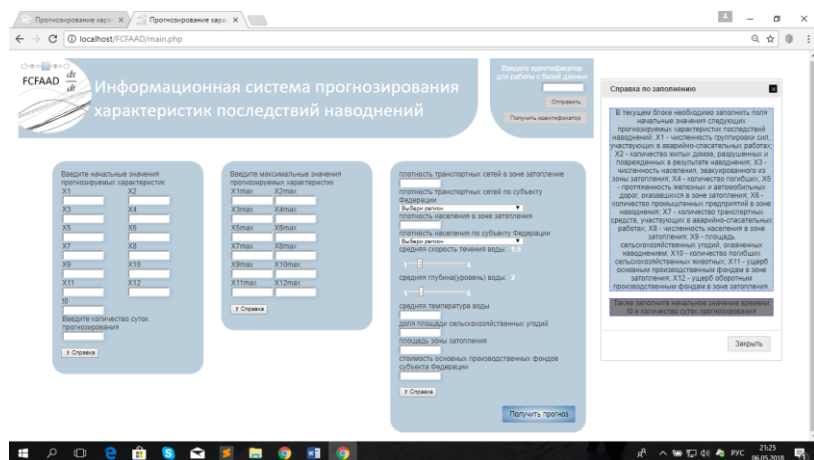 Прогнозирование хара
Прогнозирование хара
localhost/FCFAAD/main.php
FCFAAD dx
dt
Информационная система прогнозирования
характеристик последствий наводнений
Введите идентификатор
для работы с базой данных
Отправить
Получить идентификатор
Введите начальные значения
прогнозируемых характеристик
X1 X2
X3 X4
X5 X6
X7 X8
X9 X10
X11 X12
t0
Введите количество суток
прогнозирования
? Справка
Введите максимальные значения
прогнозируемых характеристик
X1max X2max
X3max X4max
X5max X6max
X7max X8max
X9max X10max
X11max X12max
? Справка
плотность транспортных сетей в зоне затопление
плотность транспортных сетей по субъекту
Федерации
Выбери регион
плотность населения в зоне затопления
плотность населения по субъекту Федерации
Выбери регион
средняя скорость течения воды: 1.5
1 4
средняя глубина(уровень) воды: 2
1 6
средняя температура воды
доля площади сельскохозяйственных угодий
площадь зоны затопления
стоимость основных производственных фондов
субъекта Федерации
? Справка
Получить прогноз
Справка по заполнению
В текущем блоке необходимо заполнить поля
начальные значения следующих
прогнозируемых характеристик последствий
наводнений: X1 - численность группировки сил,
участвующих в аварийно-спасательных работах;
X2 - количество жилых домов, разрушенных и
поврежденных в результате наводнения; X3 -
численность населения, эвакуированного из
зоны затопления; X4 - количество погибших; X5
- протяженность железных и автомобильных
дорог, оказавшихся в зоне затопления; X6 -
количество промышленных предприятий в зоне
наводнения; X7 - количество транспортных
средств, участвующих в аварийно-спасательных
работах; X8 - численность населения в зоне
затопления; X9 - площадь
сельскохозяйственных угодий, охваченных
наводнением; X10 - количество погибших
сельскохозяйственных животных; X11 - ущерб
основным производственным фондам в зоне
затопления; X12 - ущерб оборотным
производственным фондам в зоне затопления.
Также заполните начальное значение времени
t0 и количество суток прогнозирования
Закрыть
РУС
21:25
06.05.2018